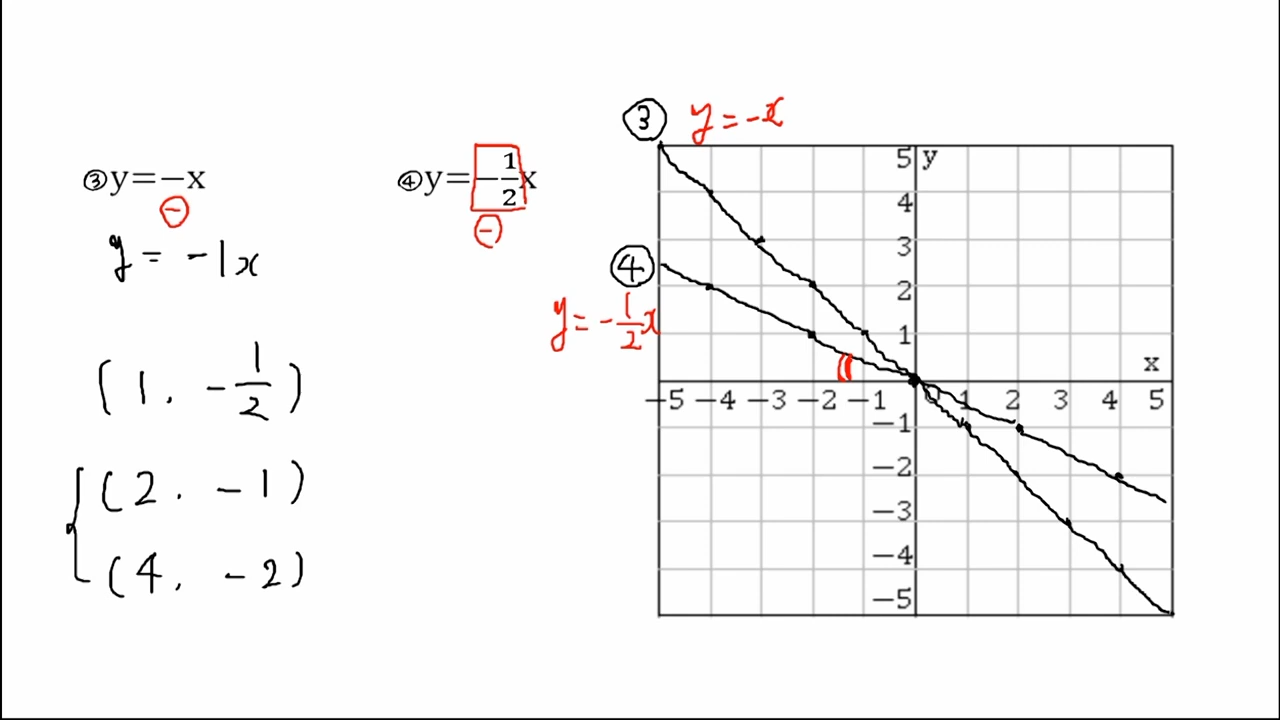 ③y=−x
−
④y=−1/2x
−
y = -1x
(1, -1/2)
(2, -1)
(4, -2)
③ y=-x
④
y=-1/2x
5 y
4
3
2
1
x
−5 −4 −3 −2 −1 0 1 2 3 4 5
−1
−2
−3
−4
−5